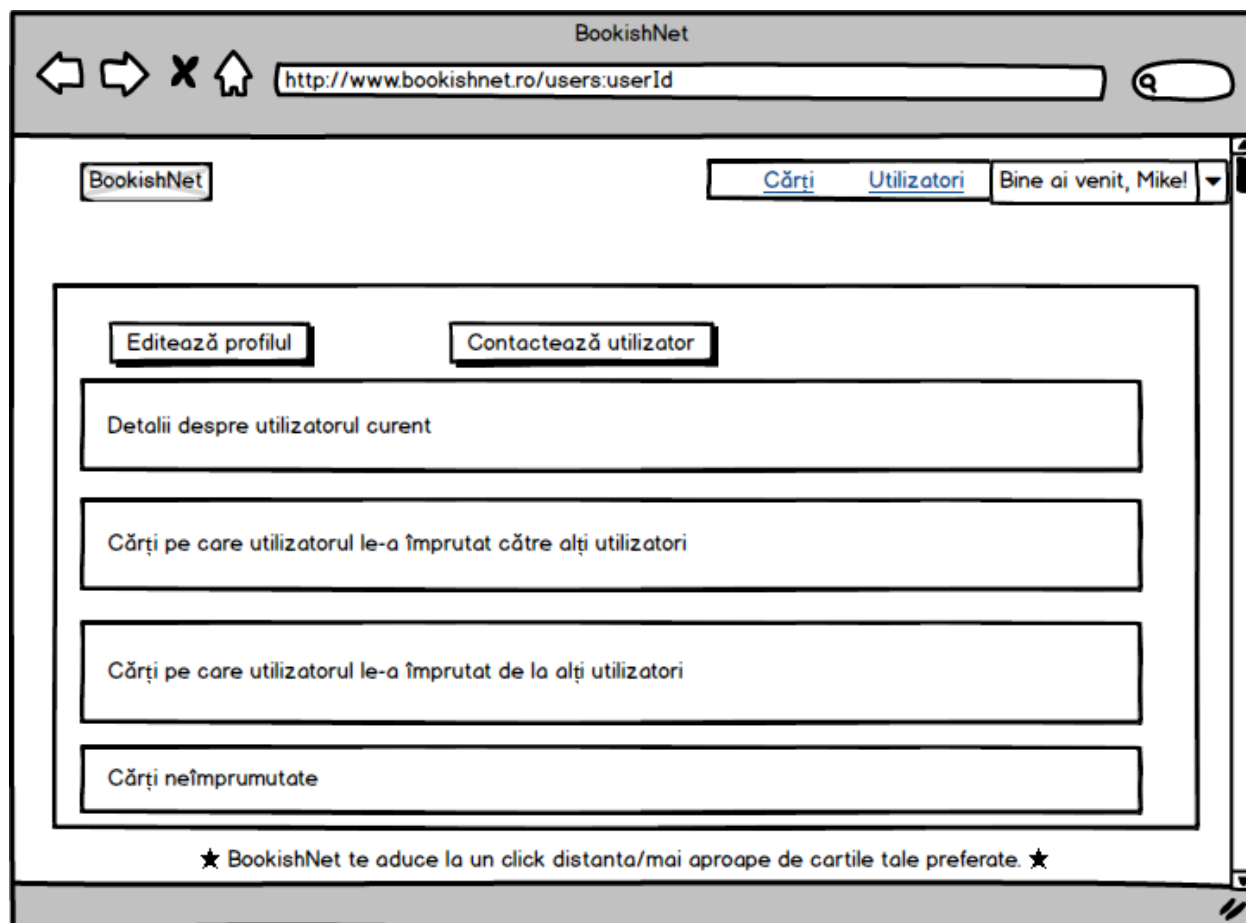 BookishNet
http://www.bookishnet.ro/users:userId
BookishNet
Cărți Utilizatori Bine ai venit, Mike!
Editează profilul Contactează utilizator
Detalii despre utilizatorul curent
Cărți pe care utilizatorul le-a împrutat către alți utilizatori
Cărți pe care utilizatorul le-a împrutat de la alți utilizatori
Cărți neîmprumutate
★ BookishNet te aduce la un click distanta/mai aproape de cartile tale preferate. ★